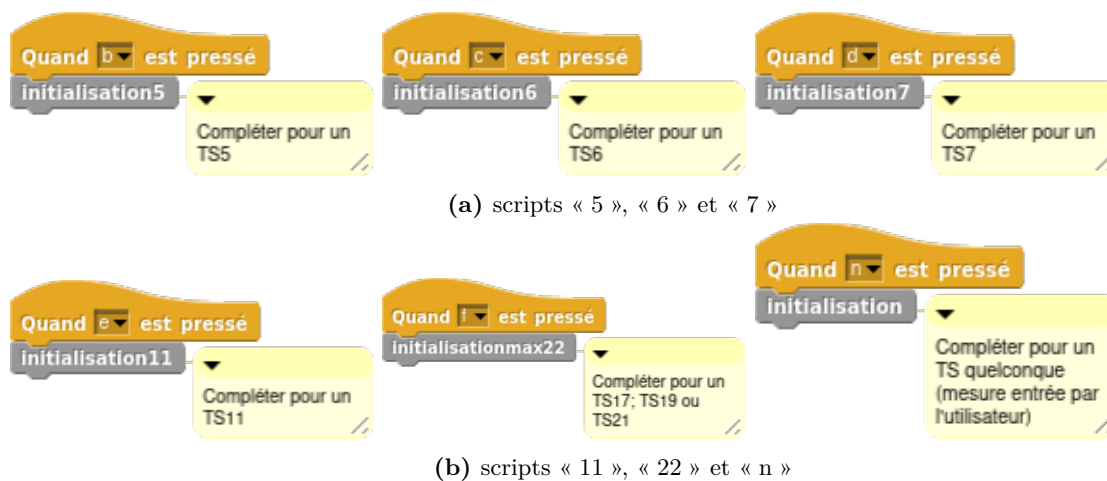 Quand b est pressé
initialisation5
Compléter pour un
TS5
Quand c est pressé
initialisation6
Compléter pour un
TS6
Quand d est pressé
initialisation7
Compléter pour un
TS7
(a) scripts « 5 », « 6 » et « 7 »
Quand e est pressé
initialisation11
Compléter pour un
TS11
Quand f est pressé
initialisationmax22
Compléter pour un
TS17; TS19 ou
TS21
Quand n est pressé
initialisation
Compléter pour un
TS quelconque
(mesure entrée par
l'utilisateur)
(b) scripts « 11 », « 22 » et « n »